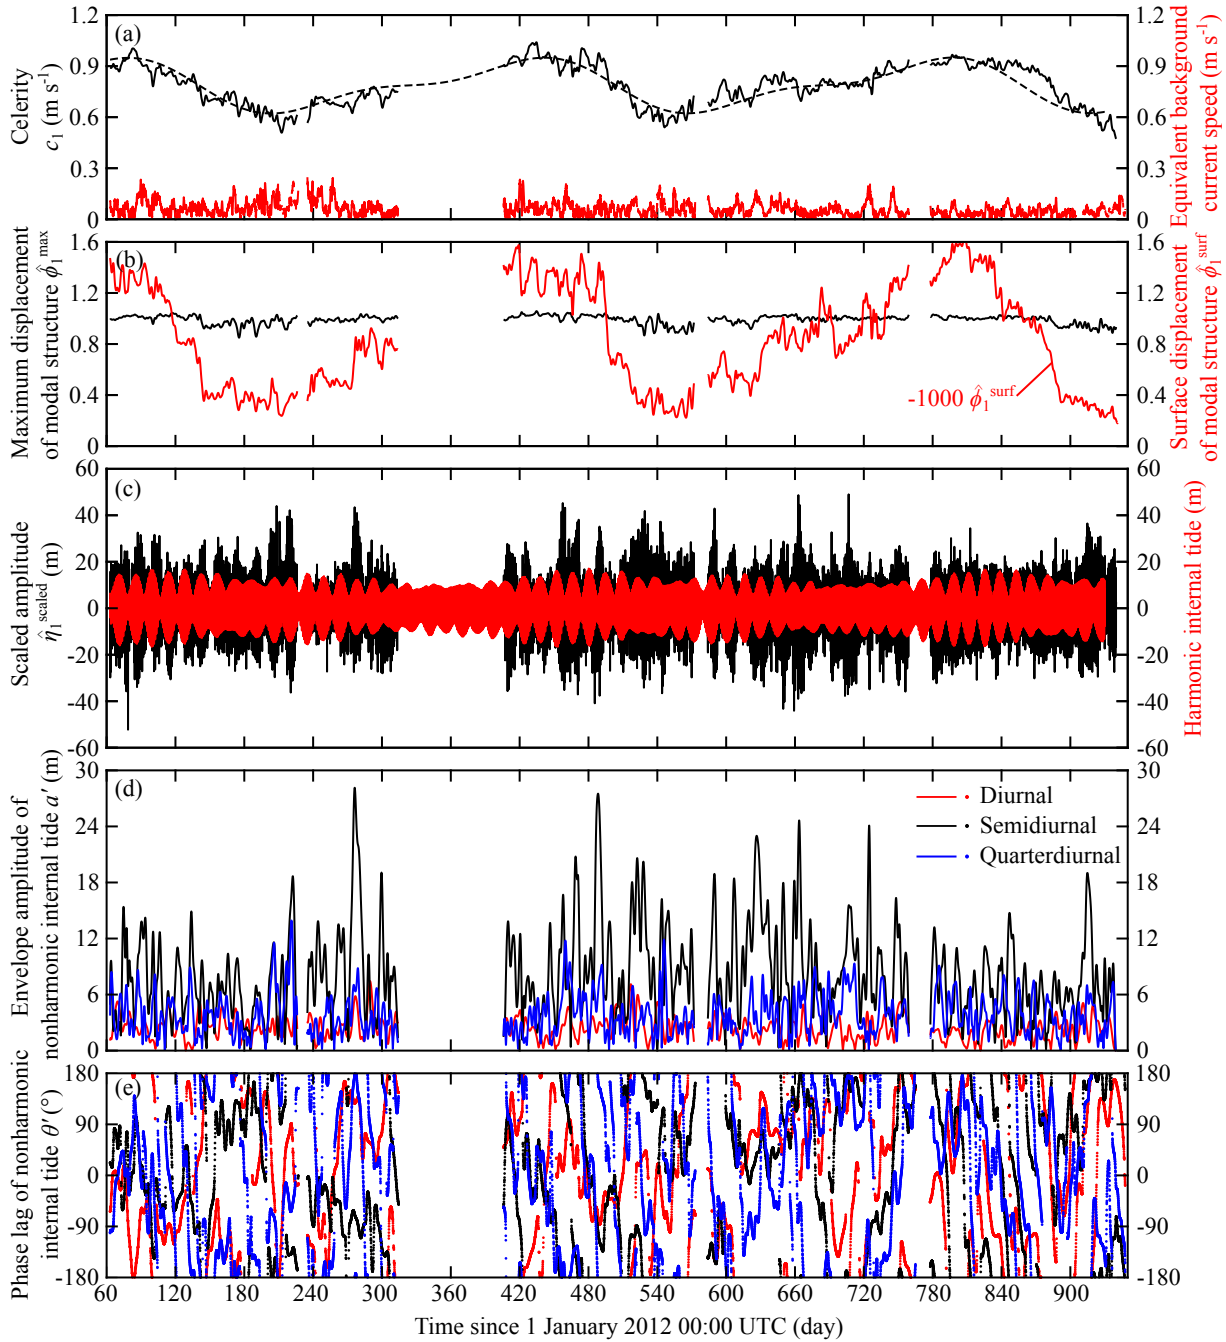 (a)
1.2
0.9
0.6
0.3
0
Celerity
c₁ (m s⁻¹)
1.2
0.9
0.6
0.3
0
Equivalent background
current speed (m s⁻¹)
(b)
1.6
1.2
0.8
0.4
0
Maximum displacement
of modal structure ϕ̂₁ᵐᵃˣ
1.6
1.2
0.8
0.4
0
Surface displacement
of modal structure ϕ̂₁ˢᵘʳᶠ
-1000 ϕ̂₁ˢᵘʳᶠ
(c)
60
40
20
0
-20
-40
-60
Scaled amplitude
η̂₁ˢᶜᵃˡᵉᵈ (m)
60
40
20
0
-20
-40
-60
Harmonic internal tide (m)
(d)
30
24
18
12
6
0
Envelope amplitude of
nonharmonic internal tide a′ (m)
30
24
18
12
6
0
Diurnal
Semidiurnal
Quarterdiurnal
(e)
180
90
0
-90
-180
Phase lag of nonharmonic
internal tide θ′ (°)
180
90
0
-90
-180
60 120 180 240 300 360 420 480 540 600 660 720 780 840 900
Time since 1 January 2012 00:00 UTC (day)